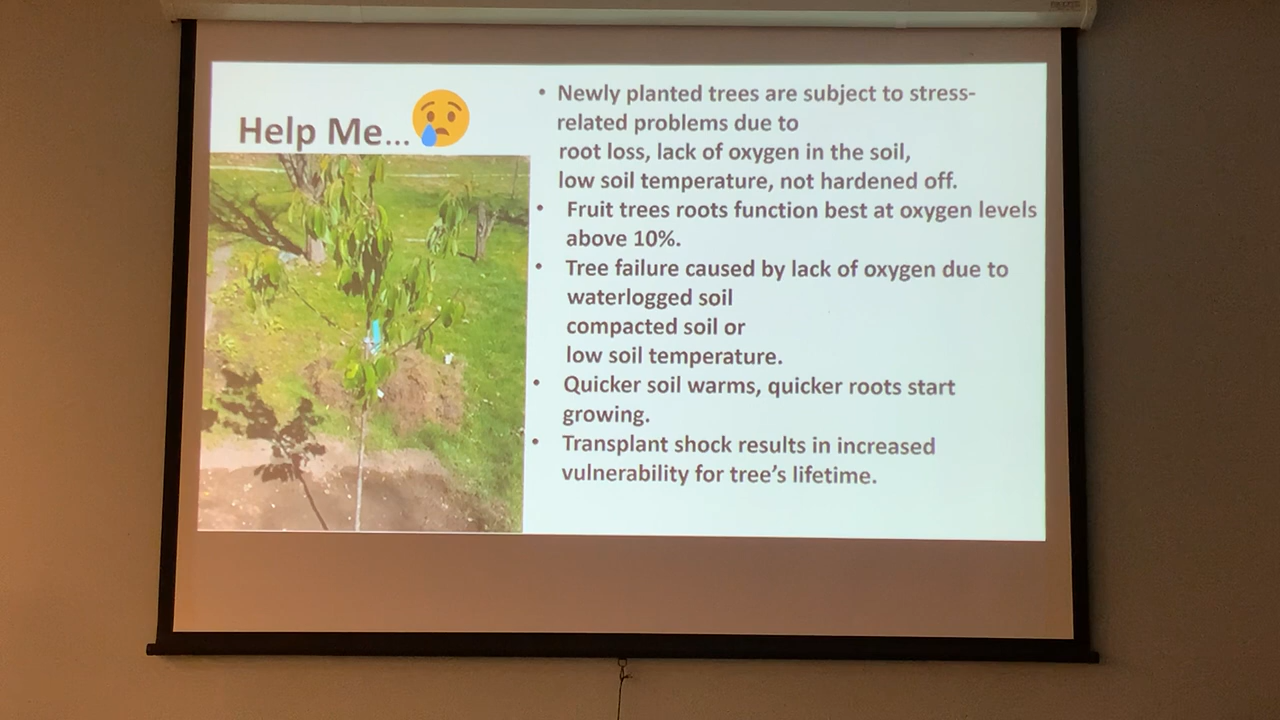 Help Me...
• Newly planted trees are subject to stress-
related problems due to
root loss, lack of oxygen in the soil,
low soil temperature, not hardened off.
• Fruit trees roots function best at oxygen levels
above 10%.
• Tree failure caused by lack of oxygen due to
waterlogged soil
compacted soil or
low soil temperature.
• Quicker soil warms, quicker roots start
growing.
• Transplant shock results in increased
vulnerability for tree's lifetime.